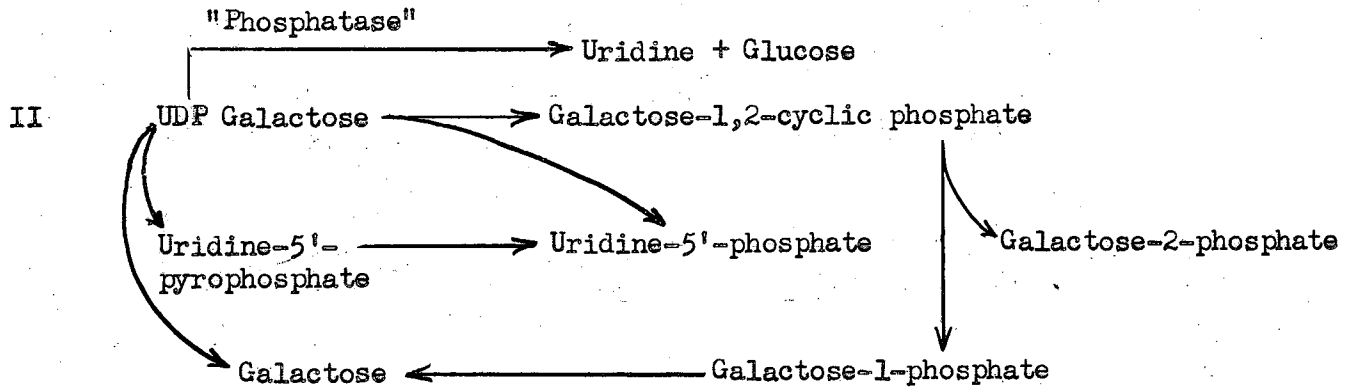 "Phosphatase"
Uridine + Glucose
II UDP Galactose Galactose-1,2-cyclic phosphate
Uridine-5'- Uridine-5'-phosphate Galactose-2-phosphate
pyrophosphate
Galactose Galactose-1-phosphate